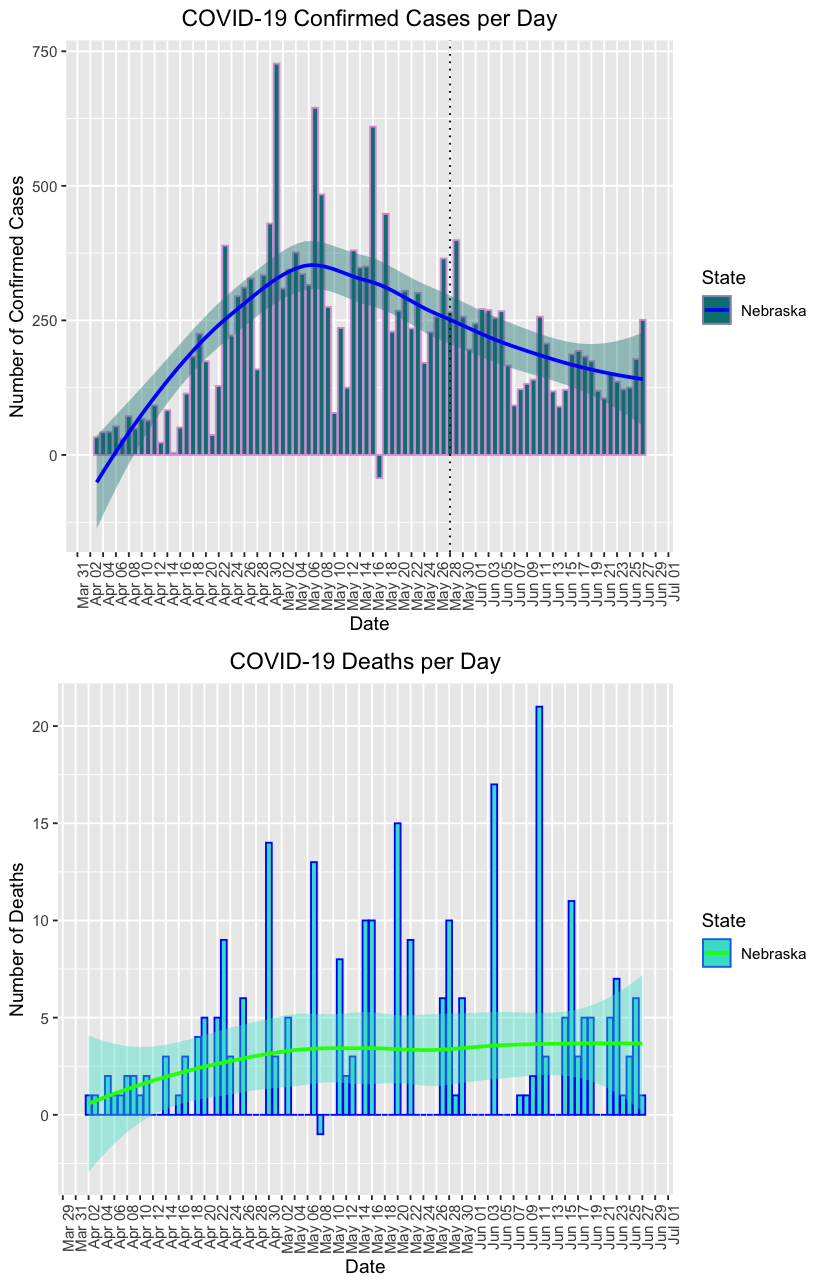 COVID-19 Confirmed Cases per Day
Number of Confirmed Cases
750
500
250
0
State
Nebraska
Mar 31
Apr 02
Apr 04
Apr 06
Apr 08
Apr 10
Apr 12
Apr 14
Apr 16
Apr 18
Apr 20
Apr 22
Apr 24
Apr 26
Apr 28
Apr 30
May 02
May 04
May 06
May 08
May 10
May 12
May 14
May 16
May 18
May 20
May 22
May 24
May 26
May 28
May 30
Jun 01
Jun 03
Jun 05
Jun 07
Jun 09
Jun 11
Jun 13
Jun 15
Jun 17
Jun 19
Jun 21
Jun 23
Jun 25
Jun 27
Jun 29
Jul 01
Date
COVID-19 Deaths per Day
Number of Deaths
20
15
10
5
0
State
Nebraska
Mar 29
Mar 31
Apr 02
Apr 04
Apr 06
Apr 08
Apr 10
Apr 12
Apr 14
Apr 16
Apr 18
Apr 20
Apr 22
Apr 24
Apr 26
Apr 28
Apr 30
May 02
May 04
May 06
May 08
May 10
May 12
May 14
May 16
May 18
May 20
May 22
May 24
May 26
May 28
May 30
Jun 01
Jun 03
Jun 05
Jun 07
Jun 09
Jun 11
Jun 13
Jun 15
Jun 17
Jun 19
Jun 21
Jun 23
Jun 25
Jun 27
Jun 29
Jul 01
Date